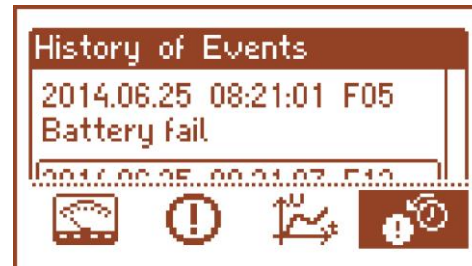 History of Events
2014.06.25 08:21:01 F05
Battery fail
U
t